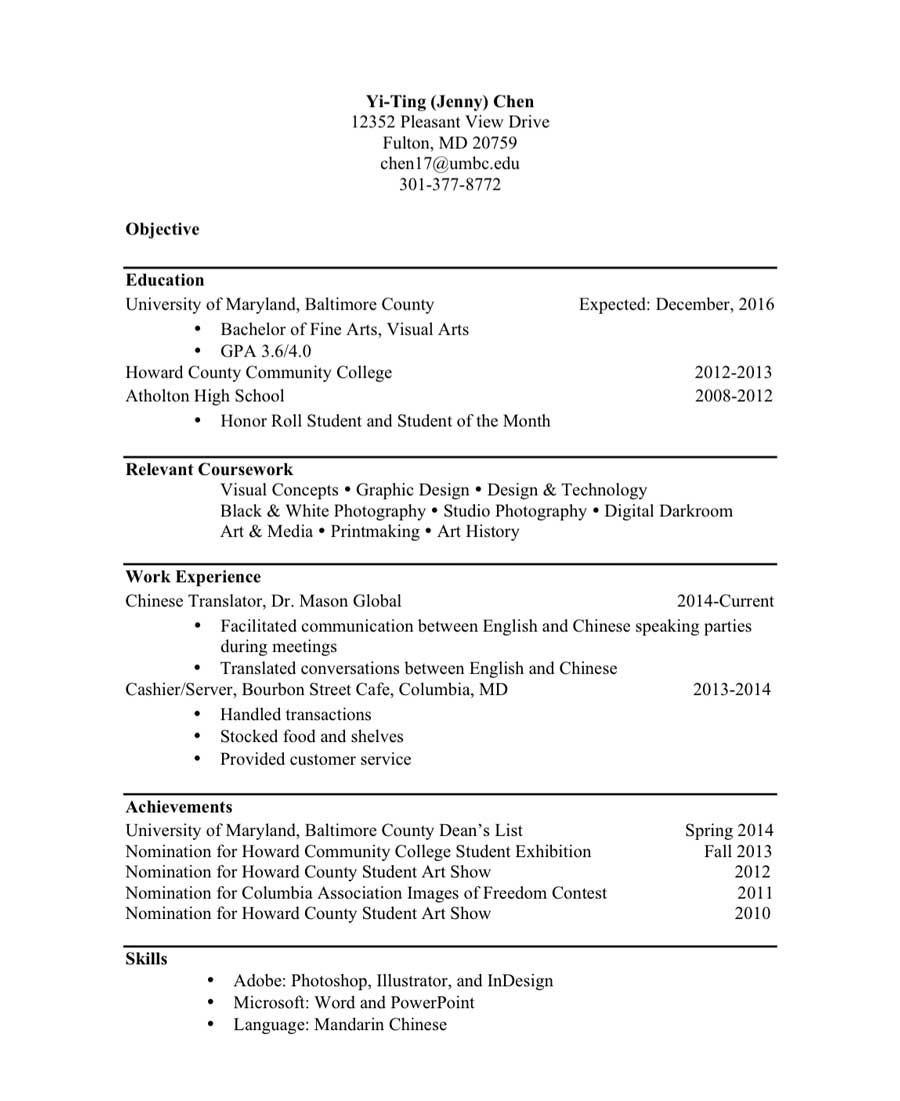 Yi-Ting (Jenny) Chen
12352 Pleasant View Drive
Fulton, MD 20759
chen17@umbc.edu
301-377-8772
Objective
Education
University of Maryland, Baltimore County Expected: December, 2016
• Bachelor of Fine Arts, Visual Arts
• GPA 3.6/4.0
Howard County Community College 2012-2013
Atholton High School 2008-2012
• Honor Roll Student and Student of the Month
Relevant Coursework
Visual Concepts • Graphic Design • Design & Technology
Black & White Photography • Studio Photography • Digital Darkroom
Art & Media • Printmaking • Art History
Work Experience
Chinese Translator, Dr. Mason Global 2014-Current
• Facilitated communication between English and Chinese speaking parties
during meetings
• Translated conversations between English and Chinese
Cashier/Server, Bourbon Street Cafe, Columbia, MD 2013-2014
• Handled transactions
• Stocked food and shelves
• Provided customer service
Achievements
University of Maryland, Baltimore County Dean’s List Spring 2014
Nomination for Howard Community College Student Exhibition Fall 2013
Nomination for Howard County Student Art Show 2012
Nomination for Columbia Association Images of Freedom Contest 2011
Nomination for Howard County Student Art Show 2010
Skills
• Adobe: Photoshop, Illustrator, and InDesign
• Microsoft: Word and PowerPoint
• Language: Mandarin Chinese